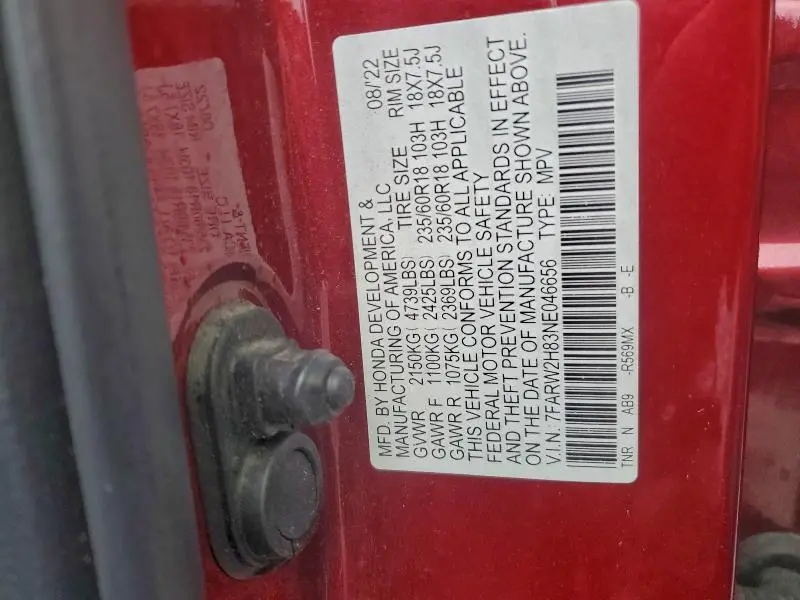 MFD. BY HONDA DEVELOPMENT & 08/'22
MANUFACTURING OF AMERICA, LLC
TIRE SIZE RIM SIZE
GVWR 2150KG( 4739LBS)
GAWR F 1100KG( 2425LBS) 235/60R18 103H 18X7.5J
GAWR R 1075KG( 2369LBS) 235/60R18 103H 18X7.5J
THIS VEHICLE CONFORMS TO ALL APPLICABLE
FEDERAL MOTOR VEHICLE SAFETY
AND THEFT PREVENTION STANDARDS IN EFFECT
ON THE DATE OF MANUFACTURE SHOWN ABOVE.
V.I.N: 7FARW2H83NE046656 TYPE: MPV
TNR N AB9 -R569MX -B -E